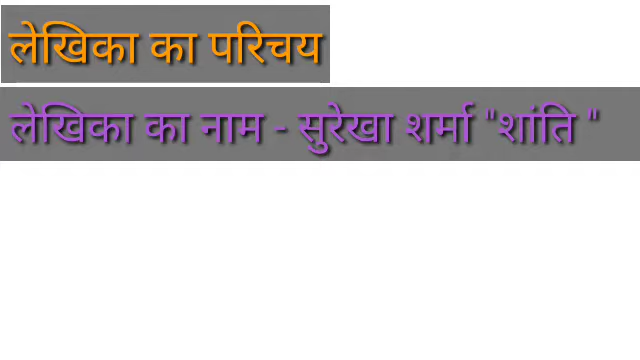 लेखिका का परिचय
लेखिका का नाम - सुरेखा शर्मा "शांति "